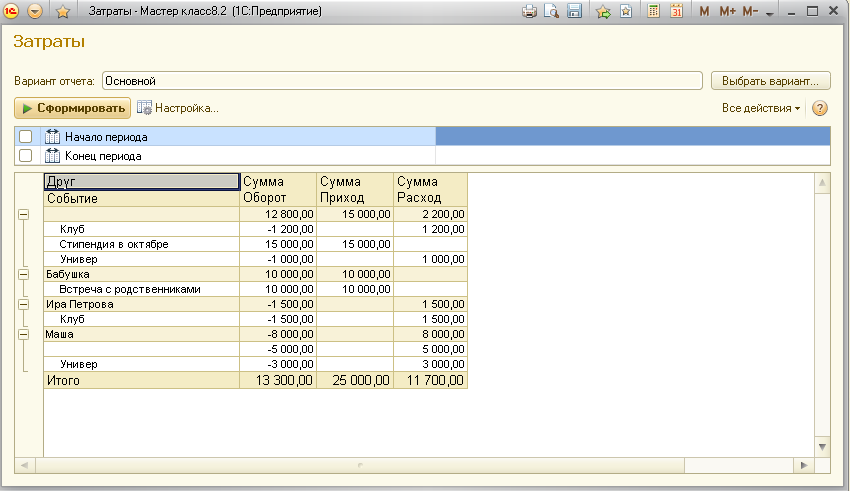 Затраты - Мастер класс8.2 (1С:Предприятие)
M M+ M-
Затраты
Вариант отчета: Основной Выбрать вариант...
Сформировать Настройка... Все действия ?
Начало периода
Конец периода
Друг Сумма Сумма Сумма
Событие Оборот Приход Расход
12 800,00 15 000,00 2 200,00
Клуб -1 200,00 1 200,00
Стипендия в октябре 15 000,00 15 000,00
Универ -1 000,00 1 000,00
Бабушка 10 000,00 10 000,00
Встреча с родственниками 10 000,00 10 000,00
Ира Петрова -1 500,00 1 500,00
Клуб -1 500,00 1 500,00
Маша -8 000,00 8 000,00
-5 000,00 5 000,00
Универ -3 000,00 3 000,00
Итого 13 300,00 25 000,00 11 700,00